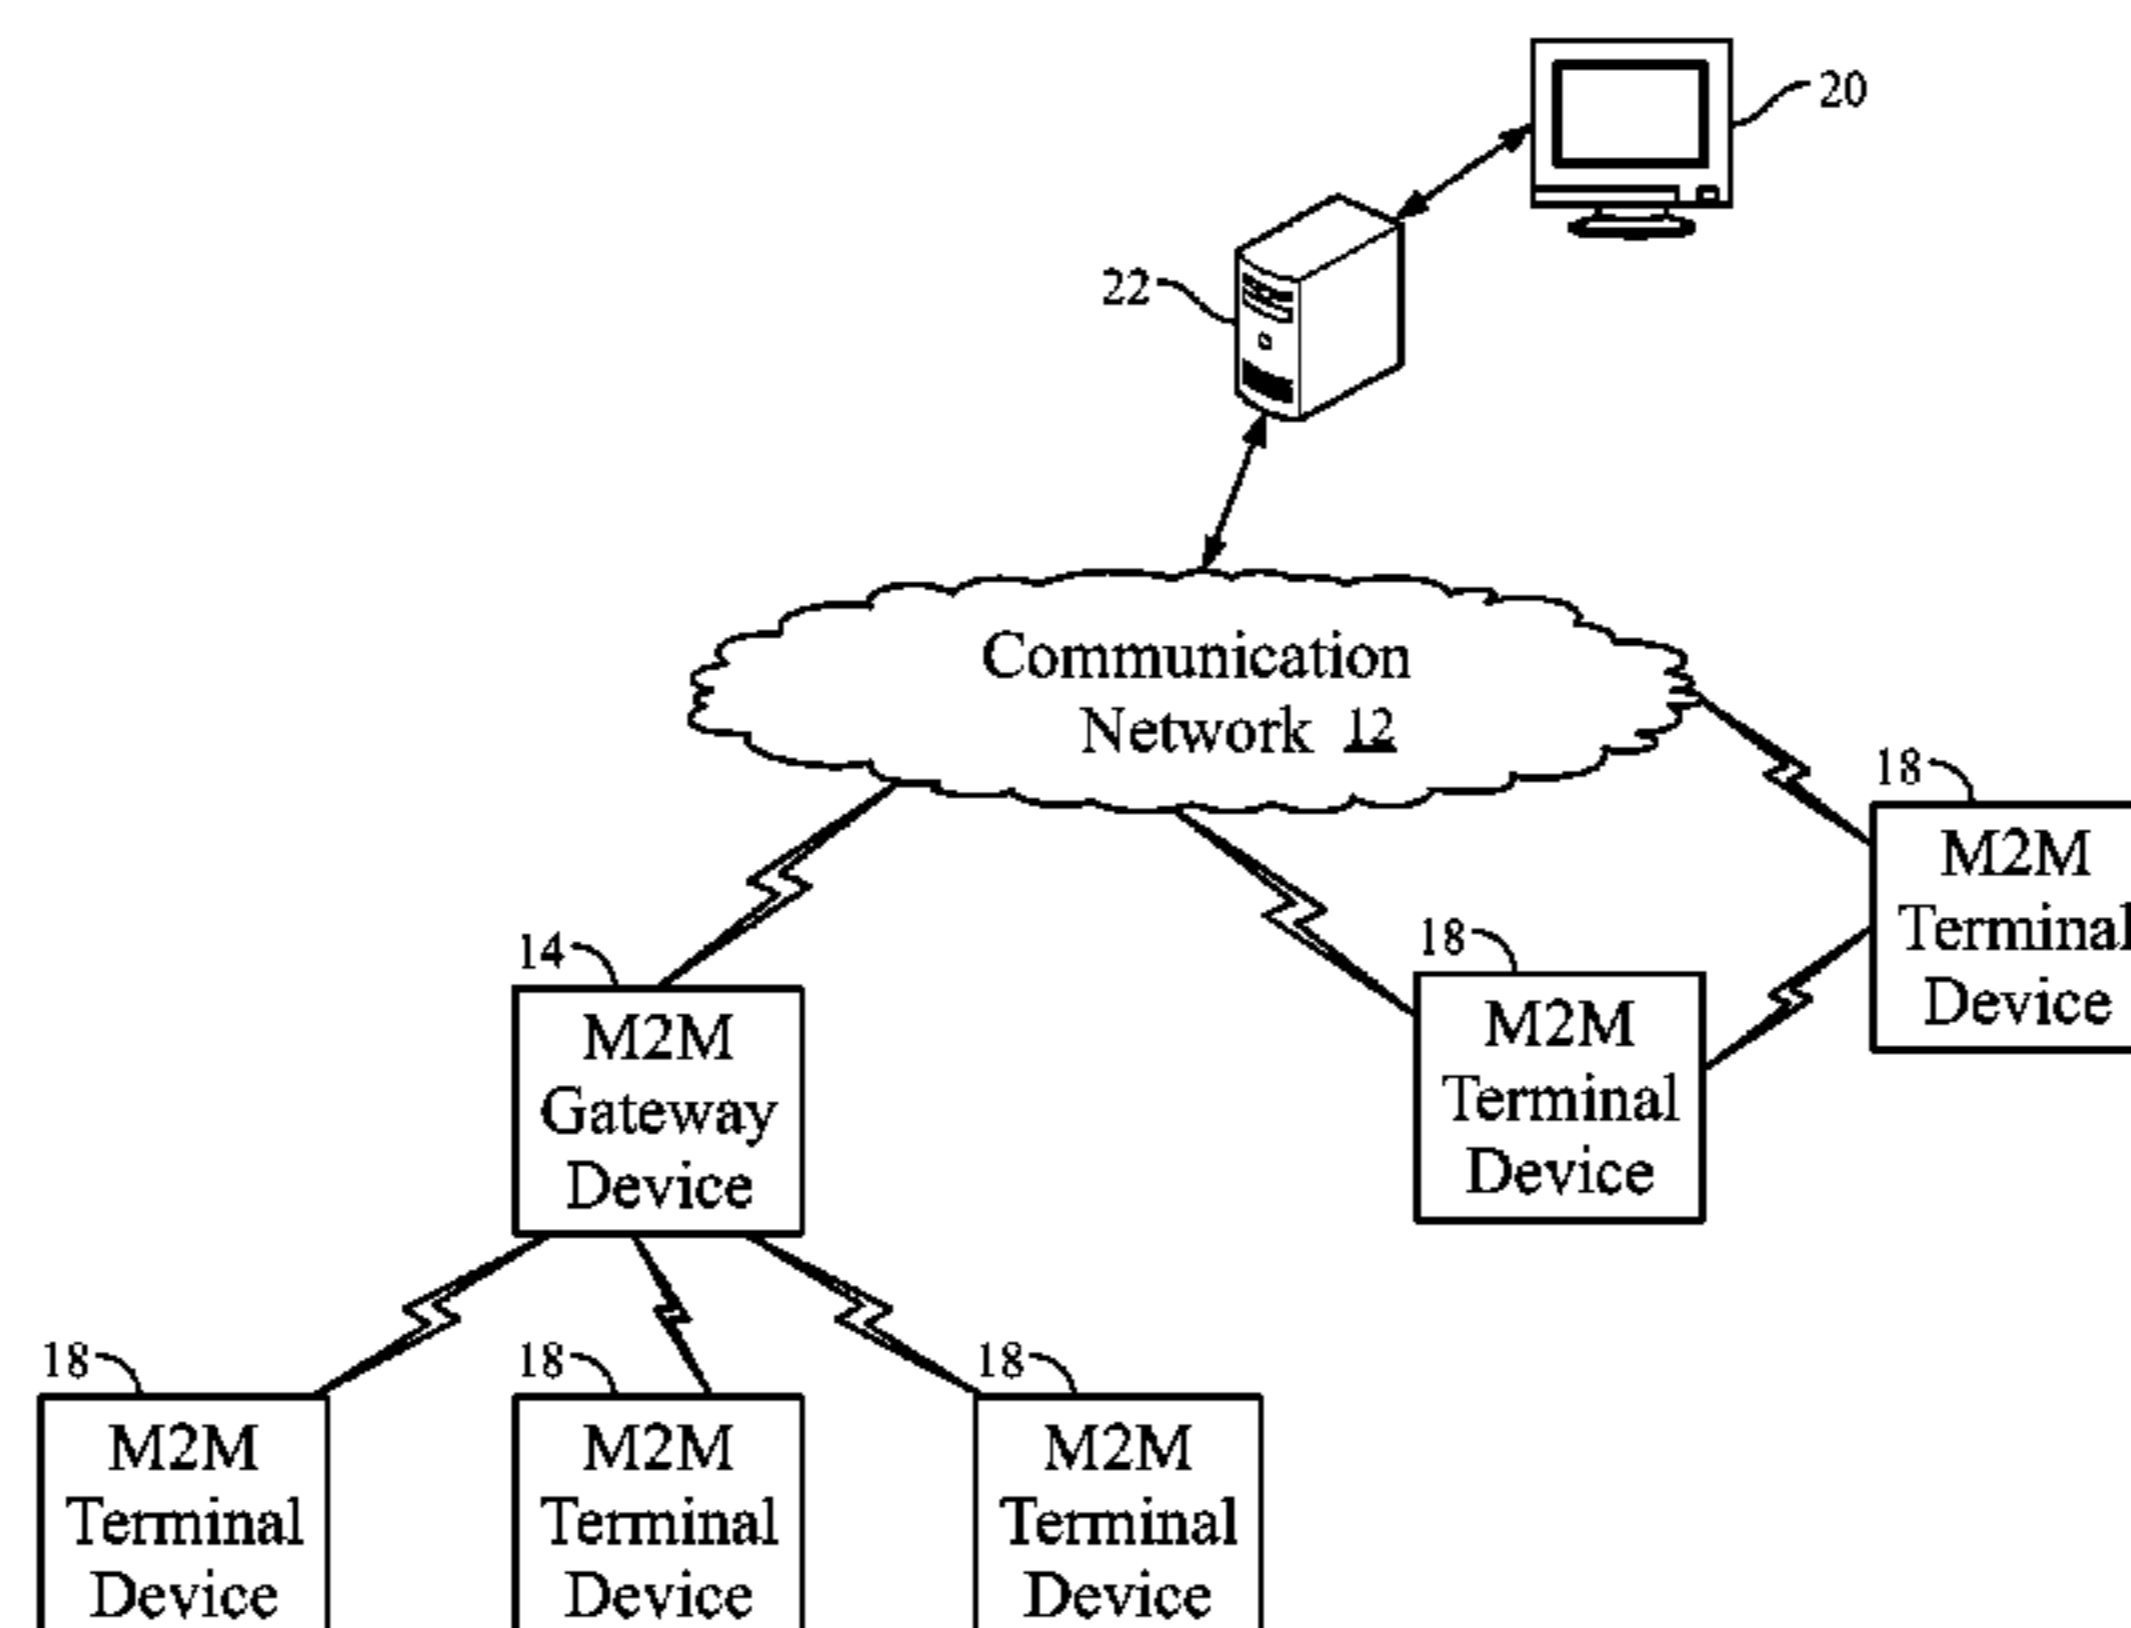 20
22
Communication
Network 12
18
M2M
Terminal
Device
14
M2M
Gateway
Device
18
M2M
Terminal
Device
18
M2M
Terminal
Device
18
M2M
Terminal
Device
18
M2M
Terminal
Device